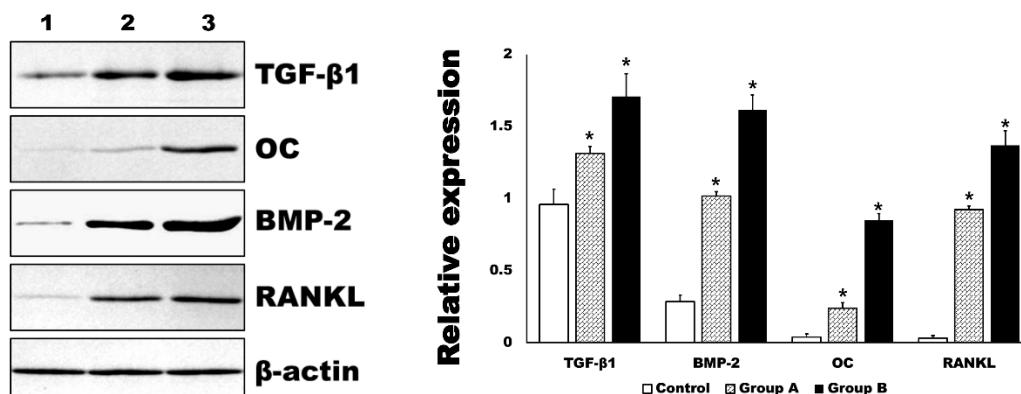 1 2 3
TGF-β1
OC
BMP-2
RANKL
β-actin
Relative expression
2
1.5
1
0.5
0
* * * * * * * *
TGF-β1 BMP-2 OC RANKL
Control Group A Group B